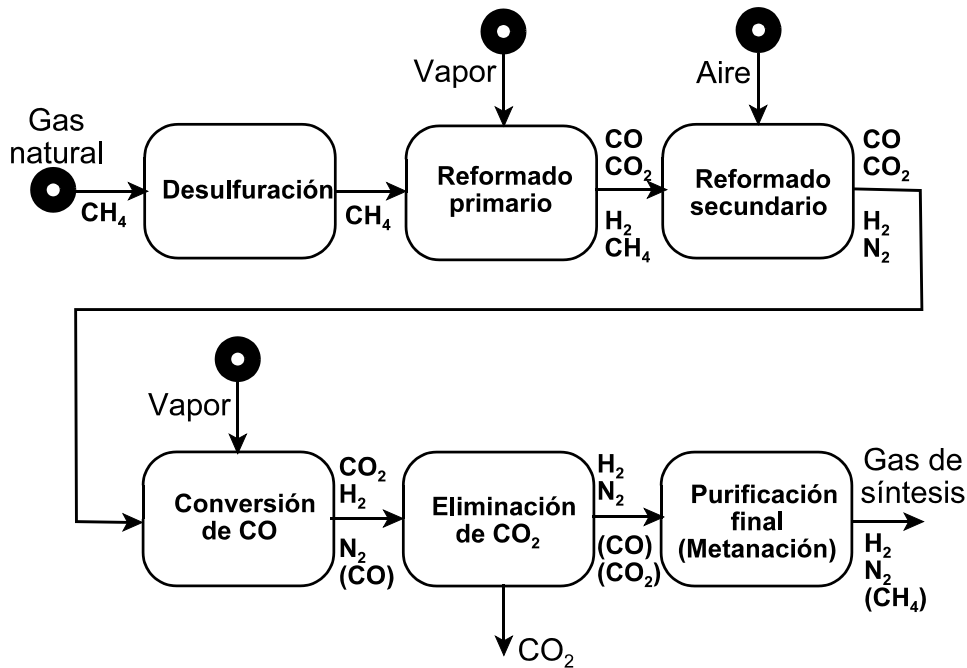 Gas
natural
CH₄
Desulfuración
CH₄
Vapor
Reformado
primario
CO
CO₂
H₂
CH₄
Aire
Reformado
secundario
CO
CO₂
H₂
N₂
Vapor
Conversión
de CO
CO₂
H₂
N₂
(CO)
Eliminación
de CO₂
CO₂
H₂
N₂
(CO)
(CO₂)
Purificación
final
(Metanación)
Gas de
síntesis
H₂
N₂
(CH₄)